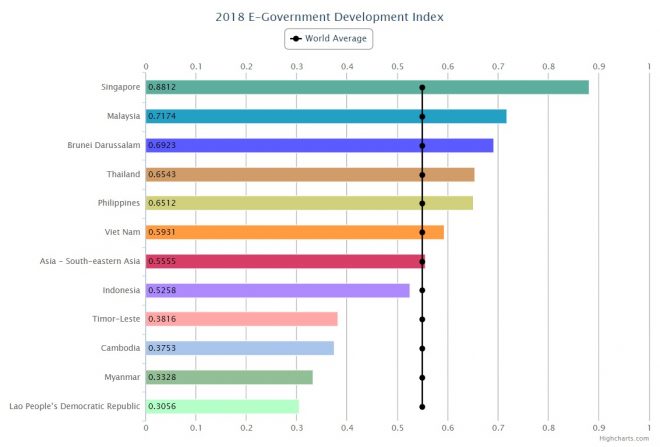 2018 E-Government Development Index
World Average
0 0.1 0.2 0.3 0.4 0.5 0.6 0.7 0.8 0.9 1
Singapore 0.8812
Malaysia 0.7174
Brunei Darussalam 0.6923
Thailand 0.6543
Philippines 0.6512
Viet Nam 0.5931
Asia - South-eastern Asia 0.5555
Indonesia 0.5258
Timor-Leste 0.3816
Cambodia 0.3753
Myanmar 0.3328
Lao People's Democratic Republic 0.3056
0 0.1 0.2 0.3 0.4 0.5 0.6 0.7 0.8 0.9 1
Highcharts.com